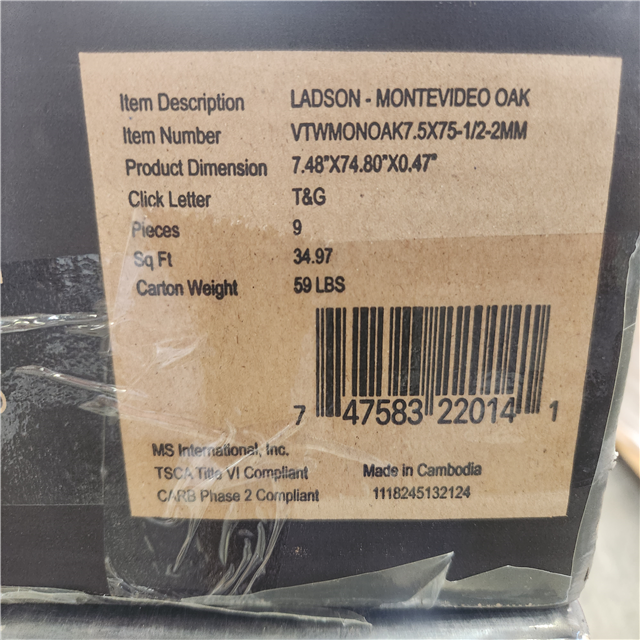 Item Description LADSON - MONTEVIDEO OAK
Item Number VTWMONOAK7.5X75-1/2-2MM
Product Dimension 7.48"X74.80"X0.47"
Click Letter T&G
Pieces 9
Sq Ft 34.97
Carton Weight 59 LBS
7 47583 22014 1
MS International, Inc.
TSCA Title VI Compliant Made in Cambodia
CARB Phase 2 Compliant 1118245132124